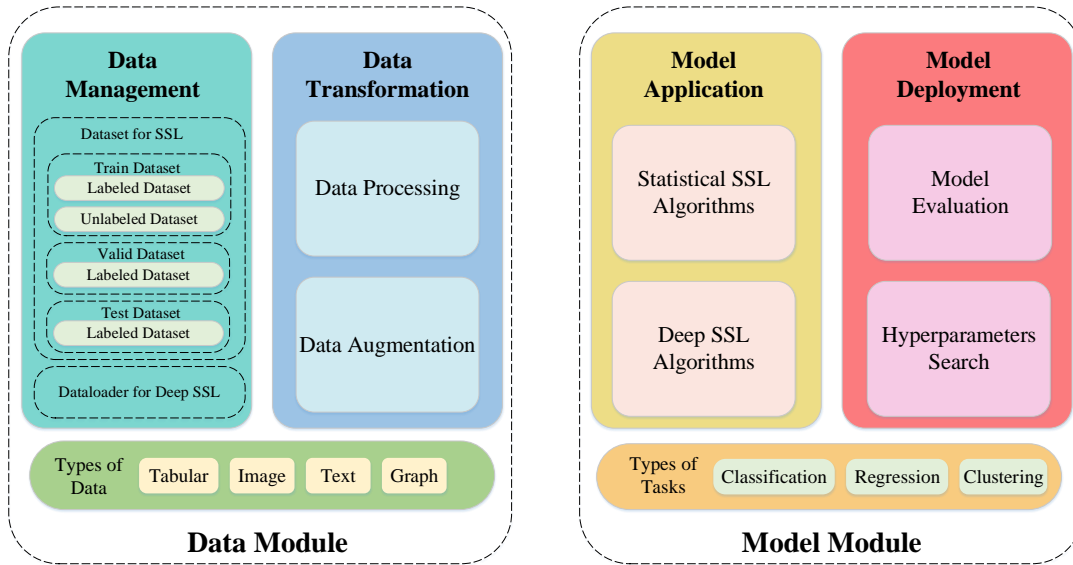 Data
Management
Dataset for SSL
Train Dataset
Labeled Dataset
Unlabeled Dataset
Valid Dataset
Labeled Dataset
Test Dataset
Labeled Dataset
Dataloader for Deep SSL
Data
Transformation
Data Processing
Data Augmentation
Types of
Data
Tabular
Image
Text
Graph
Data Module
Model
Application
Statistical SSL
Algorithms
Deep SSL
Algorithms
Model
Deployment
Model
Evaluation
Hyperparameters
Search
Types of
Tasks
Classification
Regression
Clustering
Model Module